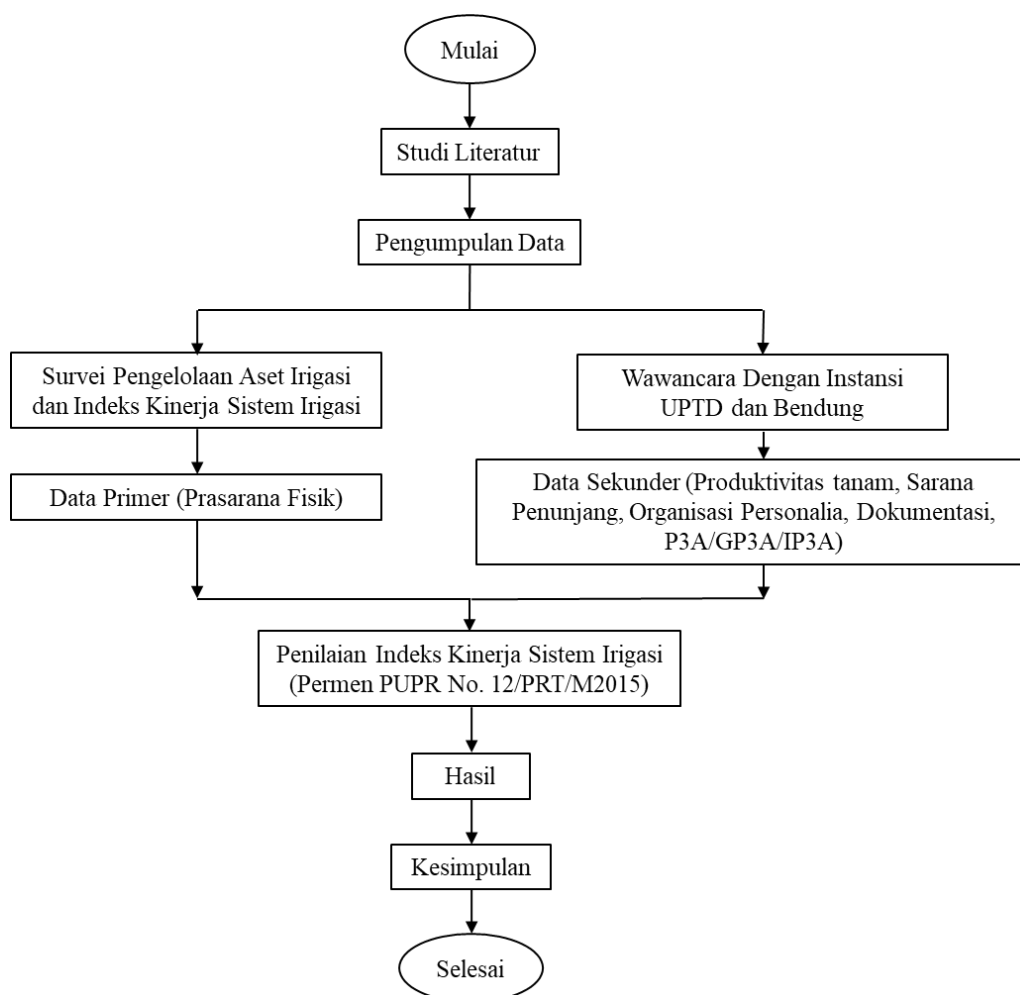 Mulai
Studi Literatur
Pengumpulan Data
Survei Pengelolaan Aset Irigasi
dan Indeks Kinerja Sistem Irigasi
Wawancara Dengan Instansi
UPTD dan Bendung
Data Primer (Prasarana Fisik)
Data Sekunder (Produktivitas tanam, Sarana
Penunjang, Organisasi Personalia, Dokumentasi,
P3A/GP3A/IP3A)
Penilaian Indeks Kinerja Sistem Irigasi
(Permen PUPR No. 12/PRT/M2015)
Hasil
Kesimpulan
Selesai